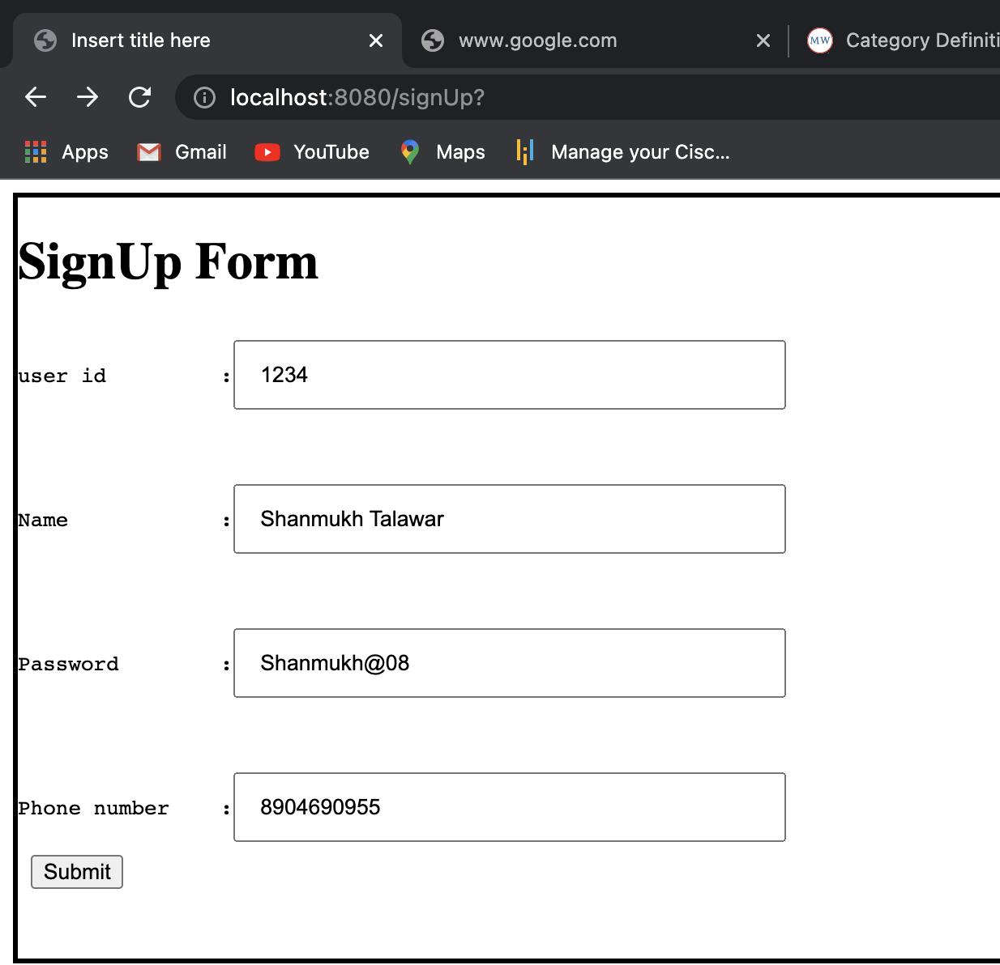 Insert title here
www.google.com
MW Category Definiti
localhost:8080/signUp?
Apps Gmail YouTube Maps Manage your Cisc...
SignUp Form
user id : 1234
Name : Shanmukh Talawar
Password : Shanmukh@08
Phone number : 8904690955
Submit